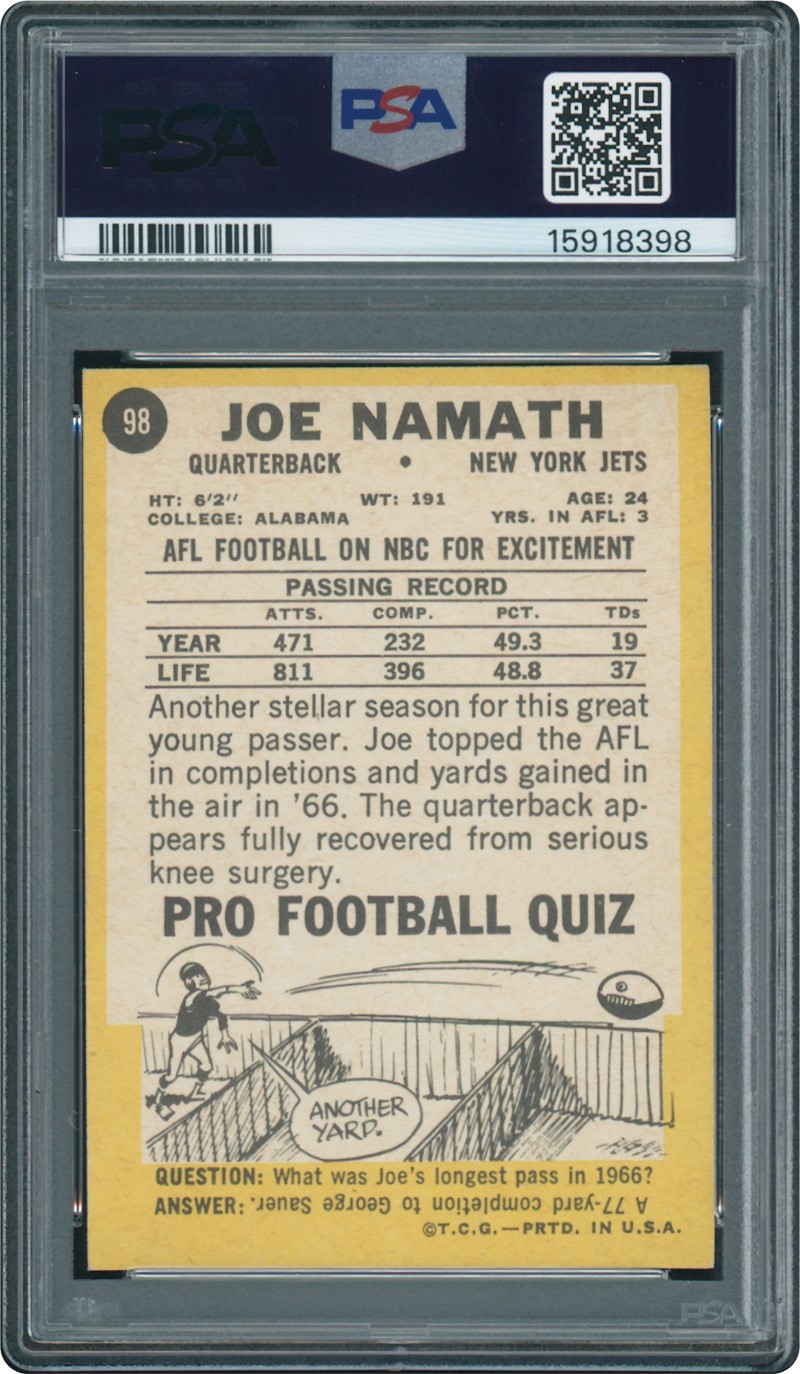 PSA
PSA
15918398
98
JOE NAMATH
QUARTERBACK • NEW YORK JETS
HT: 6'2" WT: 191 AGE: 24
COLLEGE: ALABAMA YRS. IN AFL: 3
AFL FOOTBALL ON NBC FOR EXCITEMENT
PASSING RECORD
ATTS. COMP. PCT. TDs
YEAR 471 232 49.3 19
LIFE 811 396 48.8 37
Another stellar season for this great
young passer. Joe topped the AFL
in completions and yards gained in
the air in '66. The quarterback ap-
pears fully recovered from serious
knee surgery.
PRO FOOTBALL QUIZ
ANOTHER
YARD.
QUESTION: What was Joe's longest pass in 1966?
ANSWER: A 77-yard completion to George Sauer.
©T.C.G.—PRTD. IN U.S.A.
PSA